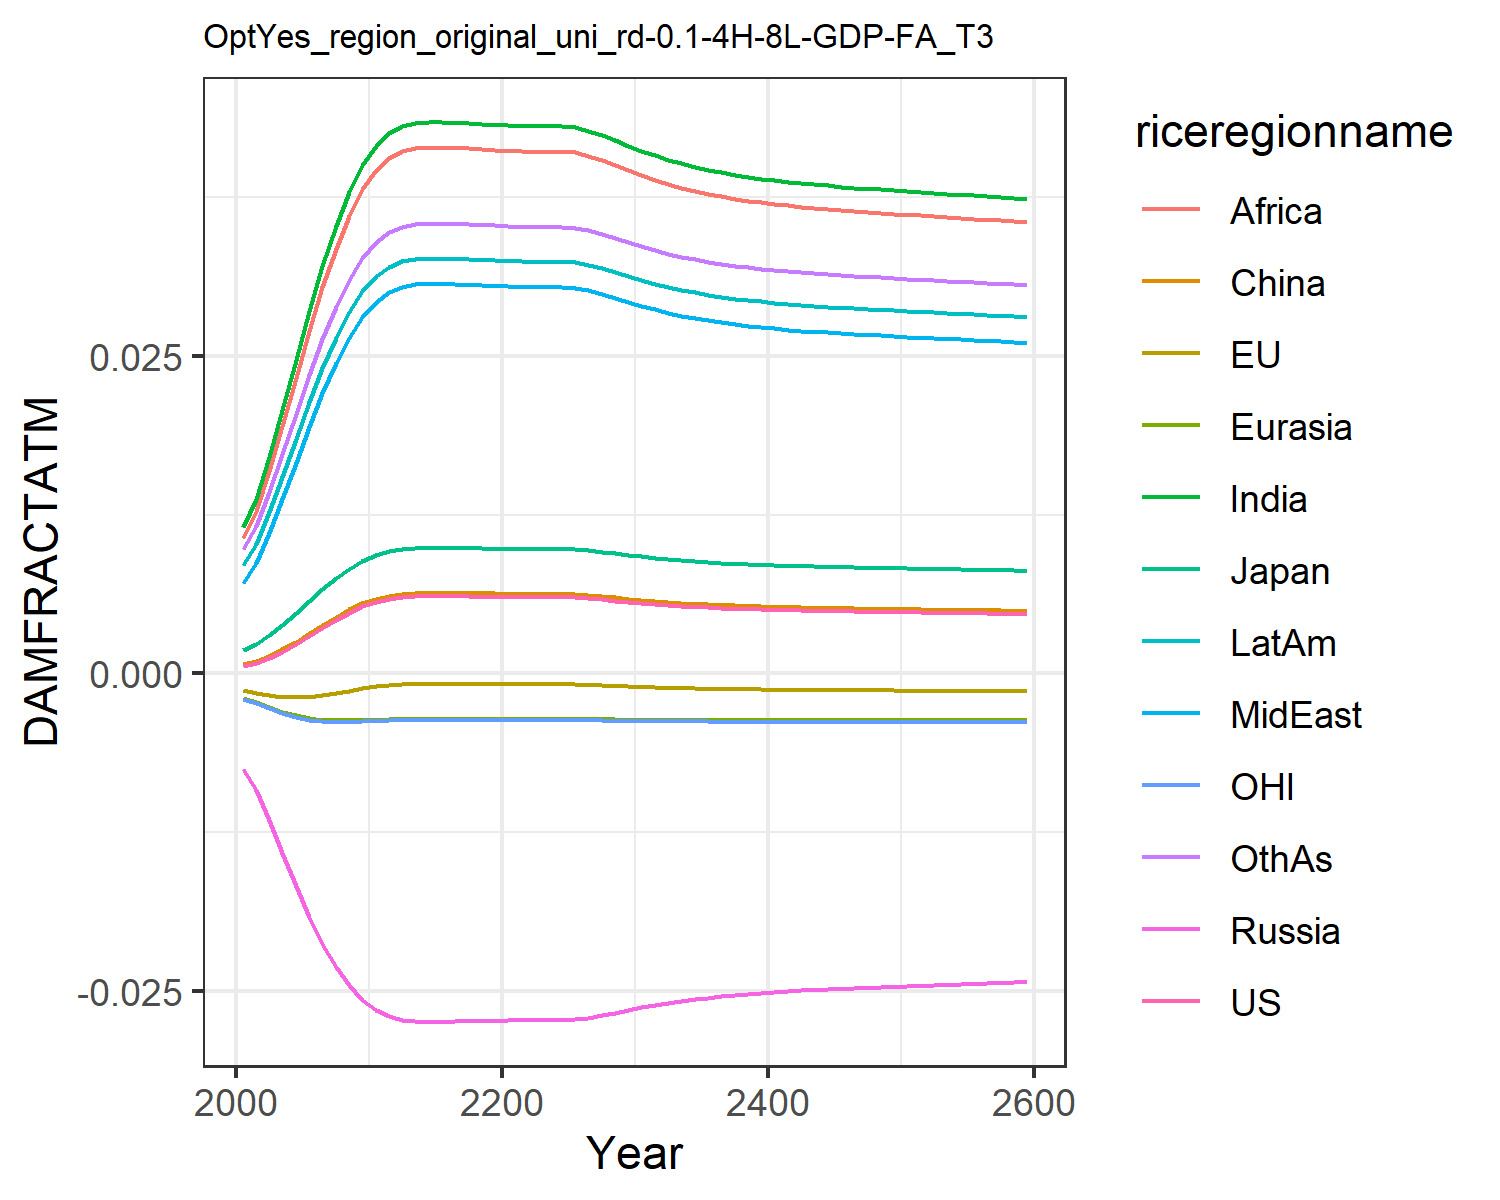 OptYes_region_original_uni_rd-0.1-4H-8L-GDP-FA_T3
DAMFRACTATM
0.025
0.000
-0.025
2000
2200
2400
2600
Year
riceregionname
Africa
China
EU
Eurasia
India
Japan
LatAm
MidEast
OHI
OthAs
Russia
US